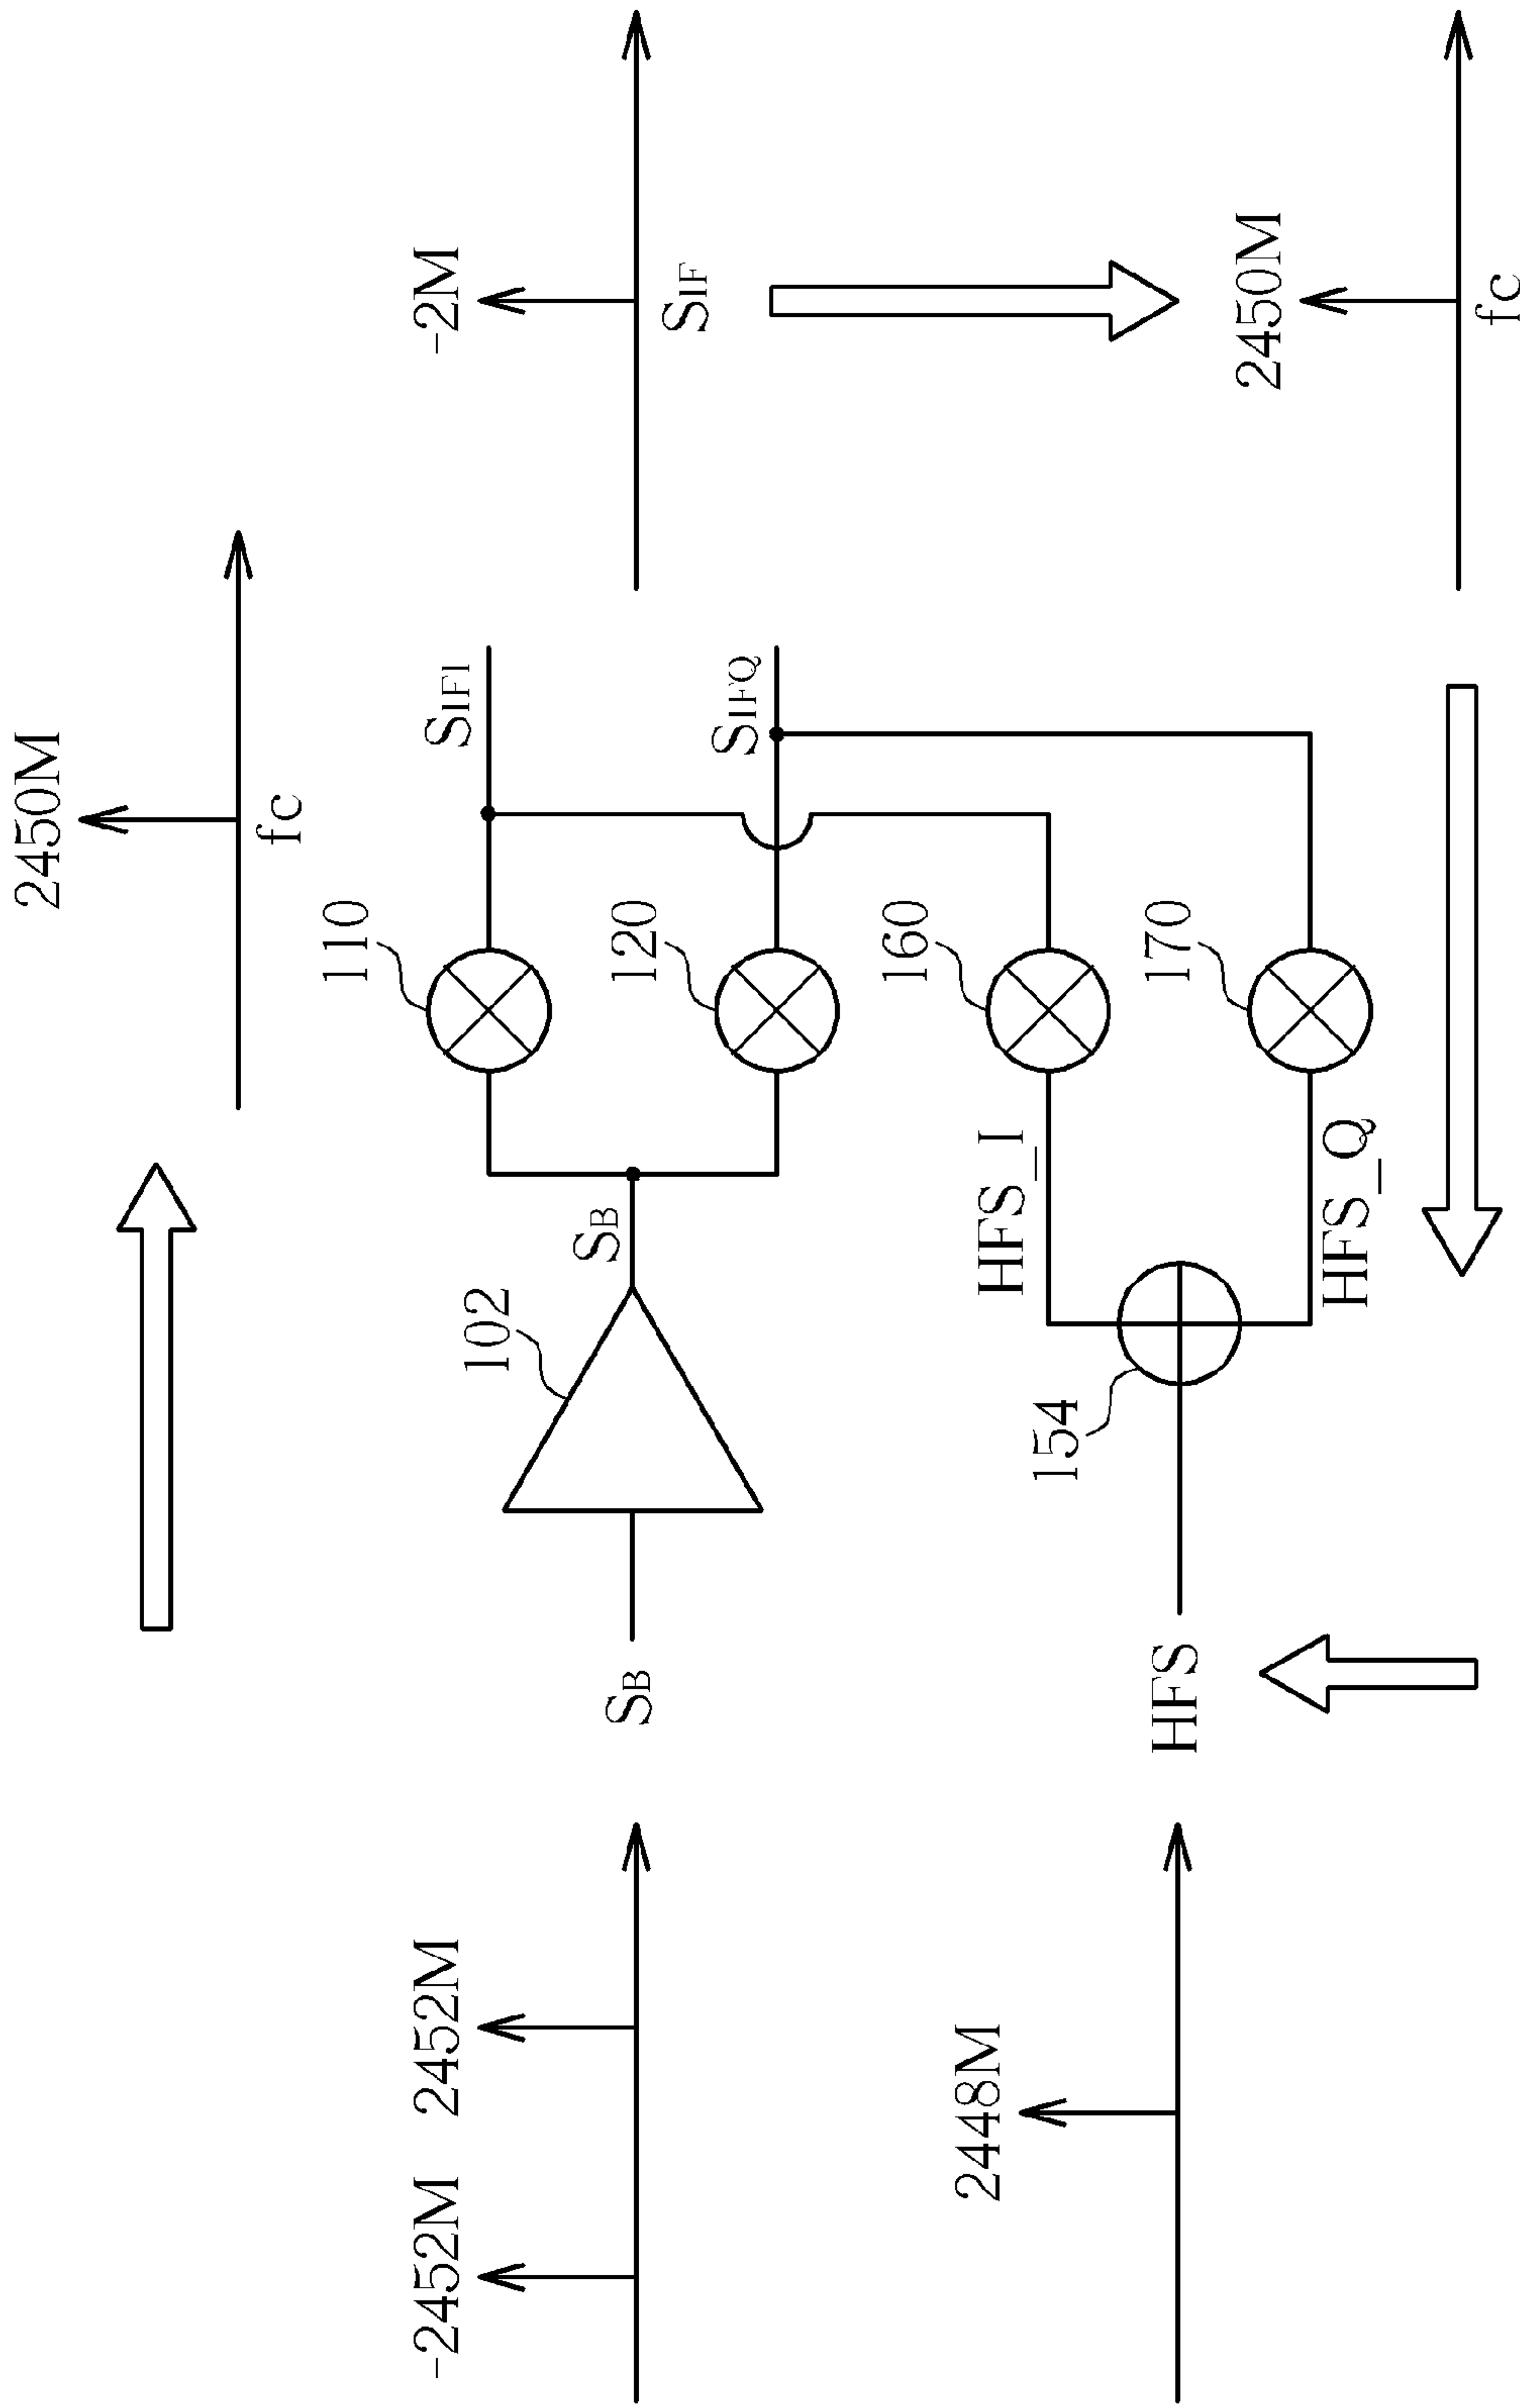 2450M
fc
-2452M
2452M
SB
102
SB
110
120
SIFI
SIFQ
-2M
SIF
2448M
HFS
154
HFS_I
HFS_Q
160
170
2450M
fc